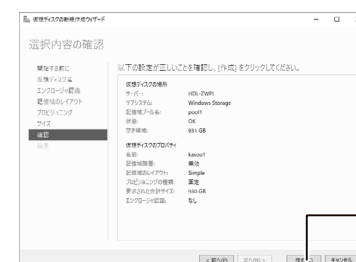 仮想ディスクの新規作成ウィザード
選択内容の確認
開始する前に
仮想ディスク名
エンクロージャ認識
記憶域のレイアウト
プロビジョニング
サイズ
確認
結果
以下の設定が正しいことを確認し、[作成] をクリックしてください。
仮想ディスクの場所
サーバー: HDL-ZWPI
サブシステム: Windows Storage
記憶域プール名: pool1
状態: OK
空き領域: 931 GB
仮想ディスクのプロパティ
名前: kasou1
記憶域階層: 無効
記憶域のレイアウト: Simple
プロビジョニングの種類: 固定
要求された合計サイズ: 930 GB
エンクロージャ認識: なし
< 前へ(P) 次へ(N) > 作成 キャンセル